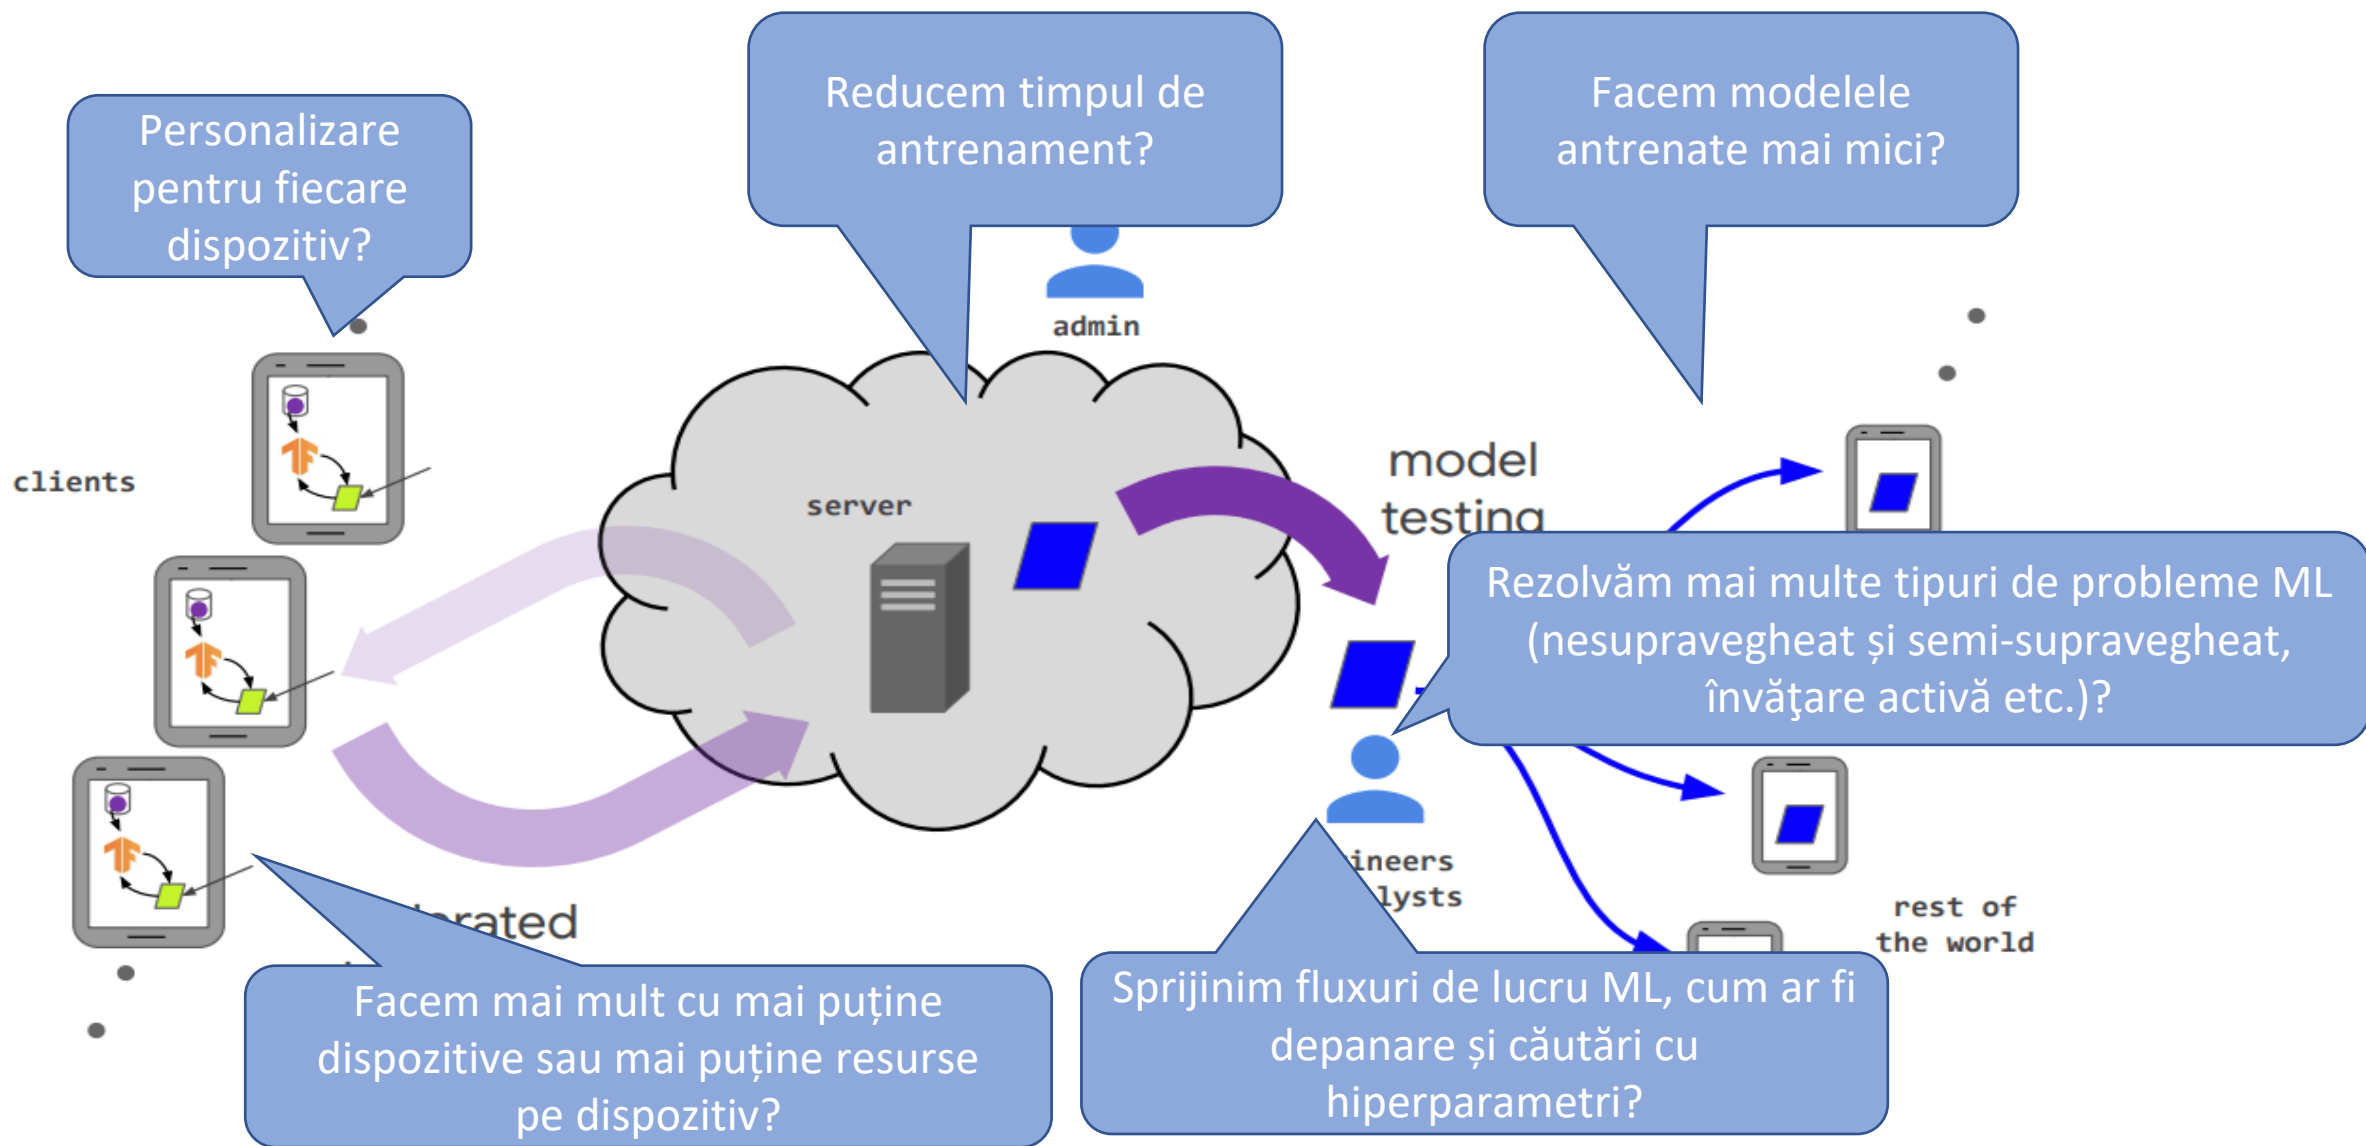 Personalizare
pentru fiecare
dispozitiv?
Reducem timpul de
antrenament?
Facem modelele
antrenate mai mici?
admin
clients
server
model
testing
Rezolvăm mai multe tipuri de probleme ML
(nesupravegheat și semi-supravegheat,
învăţare activă etc.)?
rest of
the world
Facem mai mult cu mai puține
dispozitive sau mai puține resurse
pe dispozitiv?
Sprijinim fluxuri de lucru ML, cum ar fi
depanare și căutări cu
hiperparametri?